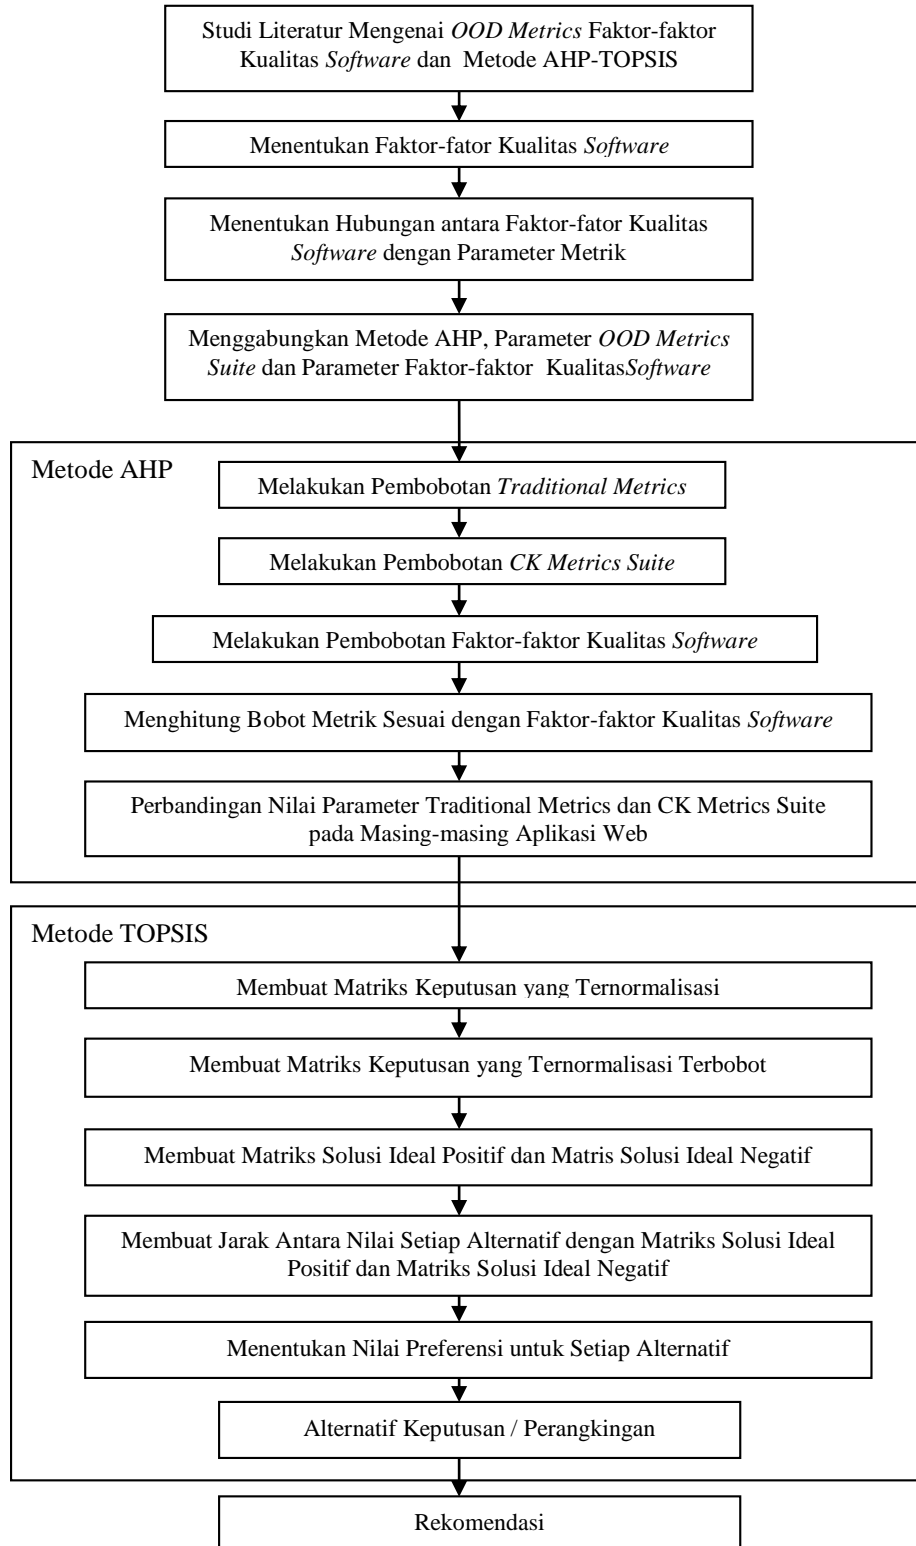 Studi Literatur Mengenai OOD Metrics Faktor-faktor
Kualitas Software dan Metode AHP-TOPSIS
Menentukan Faktor-fator Kualitas Software
Menentukan Hubungan antara Faktor-fator Kualitas
Software dengan Parameter Metrik
Menggabungkan Metode AHP, Parameter OOD Metrics
Suite dan Parameter Faktor-faktor KualitasSoftware
Metode AHP
Melakukan Pembobotan Traditional Metrics
Melakukan Pembobotan CK Metrics Suite
Melakukan Pembobotan Faktor-faktor Kualitas Software
Menghitung Bobot Metrik Sesuai dengan Faktor-faktor Kualitas Software
Perbandingan Nilai Parameter Traditional Metrics dan CK Metrics Suite
pada Masing-masing Aplikasi Web
Metode TOPSIS
Membuat Matriks Keputusan yang Ternormalisasi
Membuat Matriks Keputusan yang Ternormalisasi Terbobot
Membuat Matriks Solusi Ideal Positif dan Matris Solusi Ideal Negatif
Membuat Jarak Antara Nilai Setiap Alternatif dengan Matriks Solusi Ideal
Positif dan Matriks Solusi Ideal Negatif
Menentukan Nilai Preferensi untuk Setiap Alternatif
Alternatif Keputusan / Perangkingan
Rekomendasi